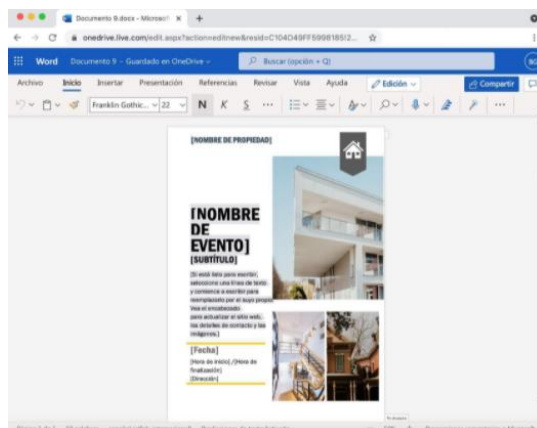 Documento 9.docx - Microsoft
onedrive.live.com/edit.aspx?action=editnew&resid=C104D49FF599818512...
Word Documento 9 - Guardado en OneDrive
Buscar (opción + Q)
Archivo Inicio Insertar Presentación Referencias Revisar Vista Ayuda Edición Compartir
Franklin Gothic... 22 N K S ...
[NOMBRE DE PROPIEDAD]
[NOMBRE
DE
EVENTO]
[SUBTÍTULO]
[Si está listo para escribir,
seleccione una línea de texto
y comience a escribir para
reemplazarlo por el suyo propio.
Vea el encabezado
para actualizar el sitio web,
los detalles de contacto y las
imágenes.]
[Fecha]
[Hora de inicio] /[Hora de
finalización]
[Dirección]